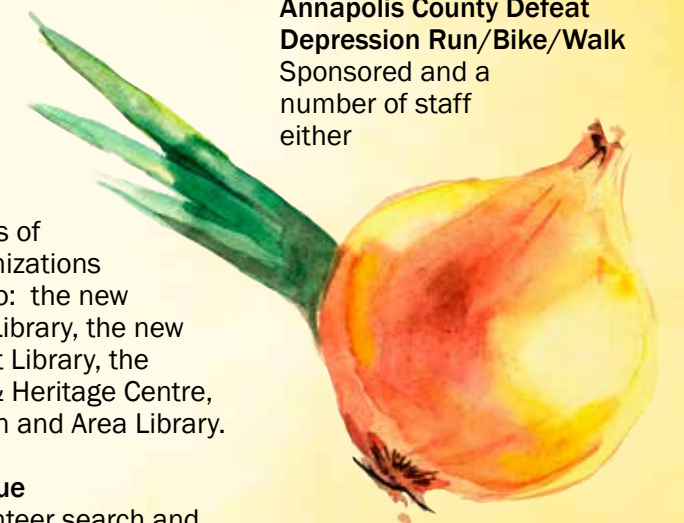 Annapolis County Defeat
Depression Run/Bike/Walk
Sponsored and a
number of staff
either
s of
nizations
o: the new
Library, the new
t Library, the
& Heritage Centre,
n and Area Library.
ue
nteer search and